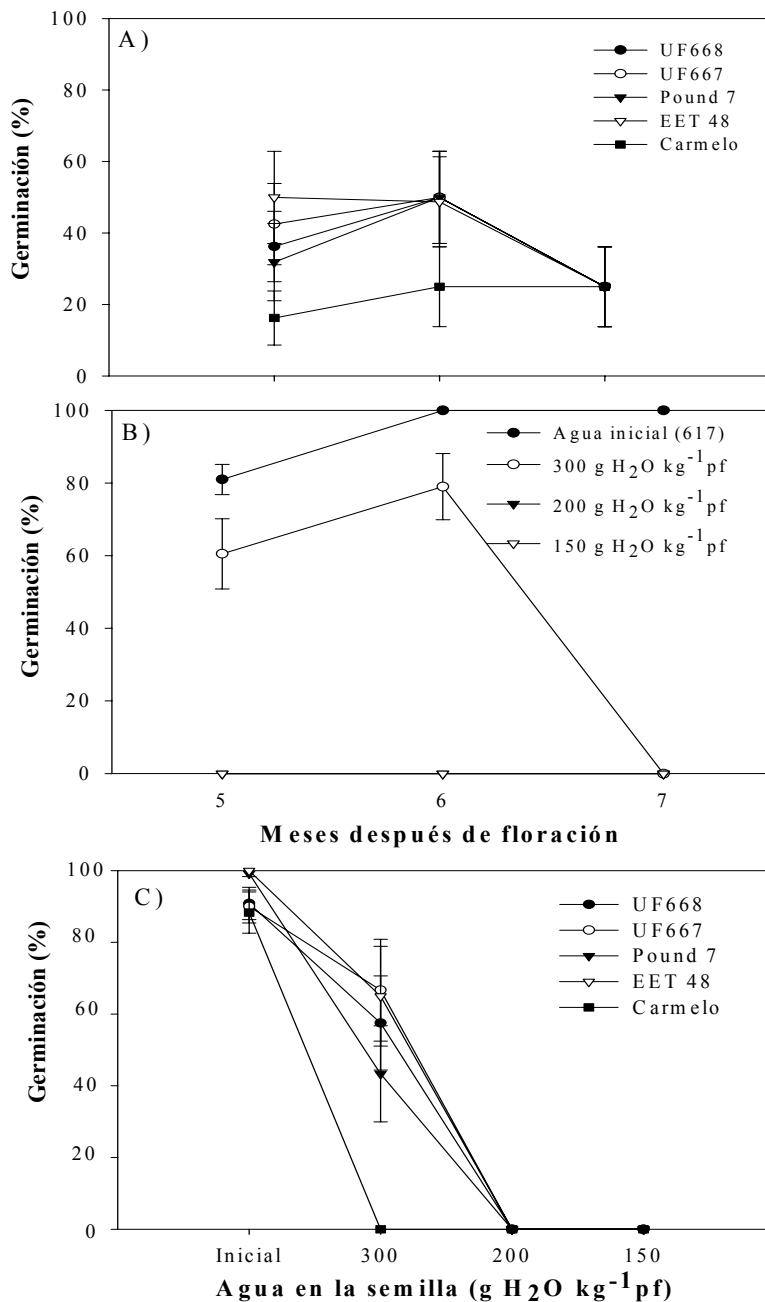 A)
Germinación (%)
100
80
60
40
20
0
UF668
UF667
Pound 7
EET 48
Carmelo
B)
Germinación (%)
100
80
60
40
20
0
Agua inicial (617)
300 g H2O kg-1pf
200 g H2O kg-1pf
150 g H2O kg-1pf
5 6 7
Meses después de floración
C)
Germinación (%)
100
80
60
40
20
0
UF668
UF667
Pound 7
EET 48
Carmelo
Inicial 300 200 150
Agua en la semilla (g H2O kg-1pf)